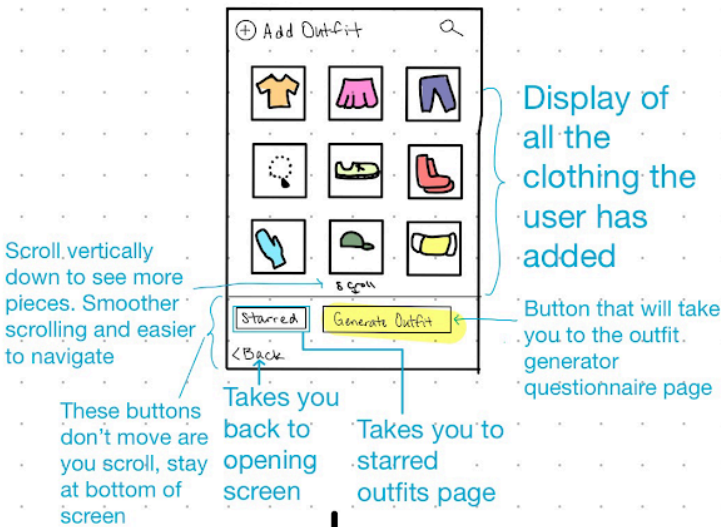 Add Outfit
Display of
all the
clothing the
user has
added
Scroll vertically
down to see more
pieces. Smoother
scrolling and easier
to navigate
scroll
Starred
Generate Outfit
<Back
Button that will take
you to the outfit
generator
questionnaire page
These buttons
don't move are
you scroll, stay
at bottom of
screen
Takes you
back to
opening
screen
Takes you to
starred
outfits page